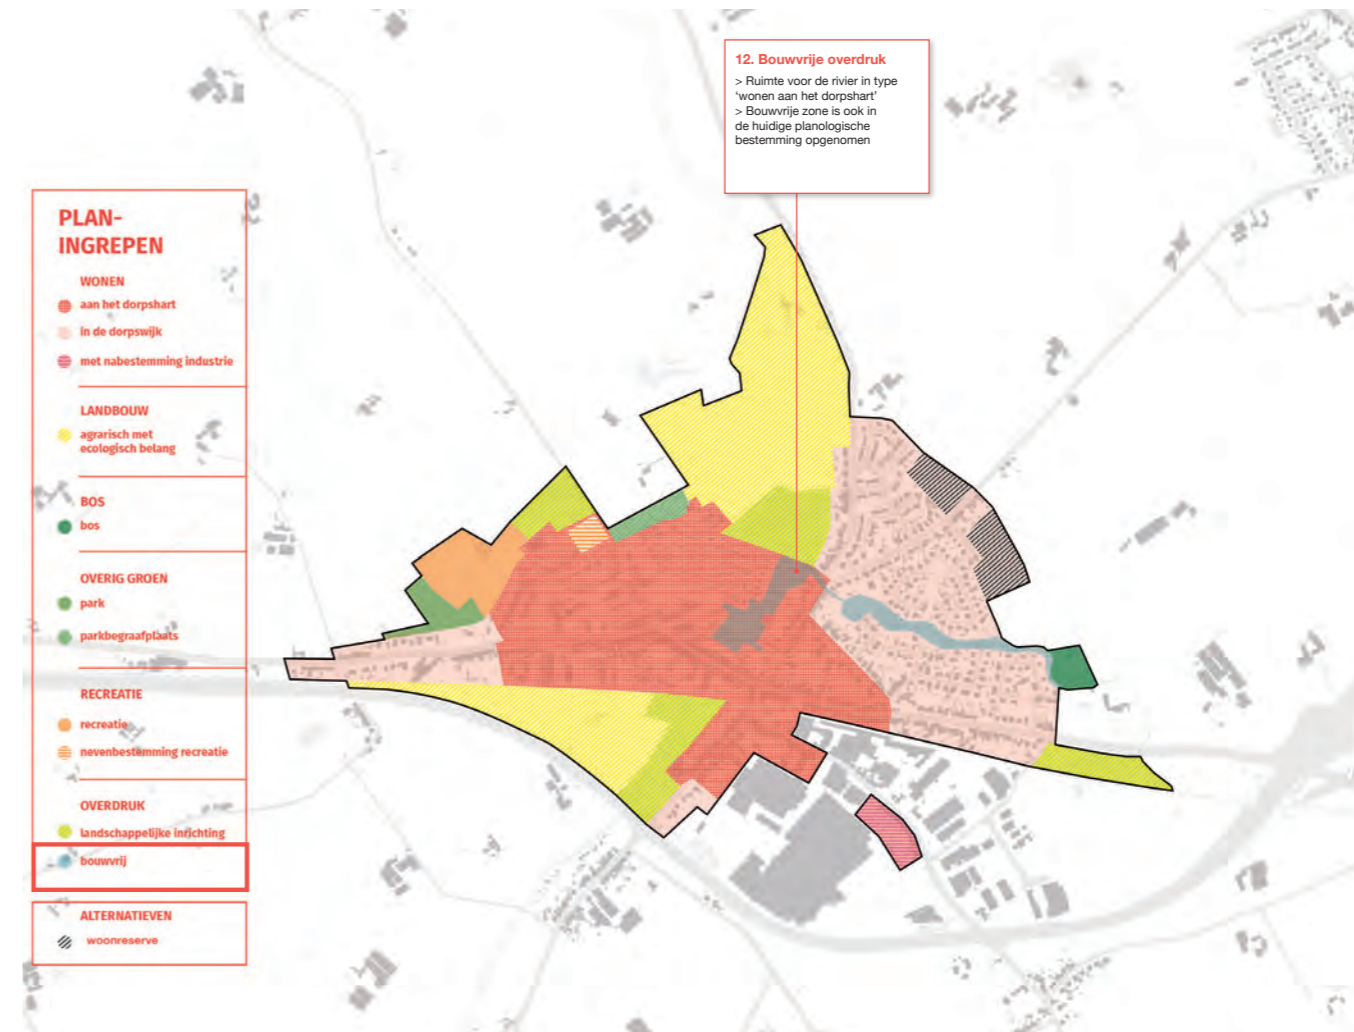 12. Bouwvrije overdruk
> Ruimte voor de rivier in type
‘wonen aan het dorpshart’
> Bouwvrije zone is ook in
de huidige planologische
bestemming opgenomen
PLAN-
INGREPEN
WONEN
aan het dorpshart
in de dorpswijk
met nabestemming industrie
LANDBOUW
agrarisch met
ecologisch belang
BOS
bos
OVERIG GROEN
park
parkbegraafplaats
RECREATIE
recreatie
nevenbestemming recreatie
OVERDRUK
landschappelijke inrichting
bouwvrij
ALTERNATIEVEN
woonreserve